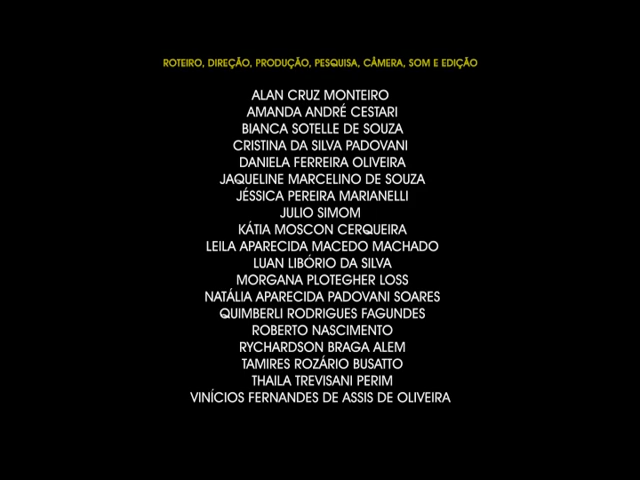 ROTEIRO, DIREÇÃO, PRODUÇÃO, PESQUISA, CÂMERA, SOM E EDIÇÃO
ALAN CRUZ MONTEIRO
AMANDA ANDRÉ CESTARI
BIANCA SOTELLE DE SOUZA
CRISTINA DA SILVA PADOVANI
DANIELA FERREIRA OLIVEIRA
JAQUELINE MARCELINO DE SOUZA
JÉSSICA PEREIRA MARIANELLI
JULIO SIMOM
KÁTIA MOSCON CERQUEIRA
LEILA APARECIDA MACEDO MACHADO
LUAN LIBÓRIO DA SILVA
MORGANA PLOTEGHER LOSS
NATÁLIA APARECIDA PADOVANI SOARES
QUIMBERLI RODRIGUES FAGUNDES
ROBERTO NASCIMENTO
RYCHARDSON BRAGA ALEM
TAMIRES ROZÁRIO BUSATTO
THAILA TREVISANI PERIM
VINÍCIOS FERNANDES DE ASSIS DE OLIVEIRA